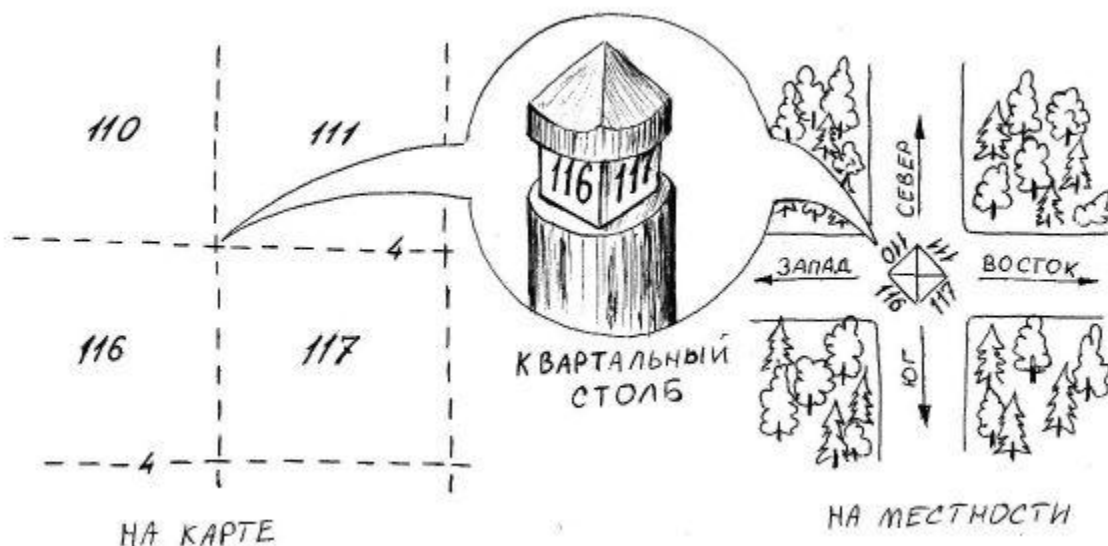 110
111
4
116
117
4
НА КАРТЕ
116 117
КВАРТАЛЬНЫЙ
СТОЛБ
СЕВЕР
ЗАПАД
110
111
ВОСТОК
116
117
ЮГ
НА МЕСТНОСТИ